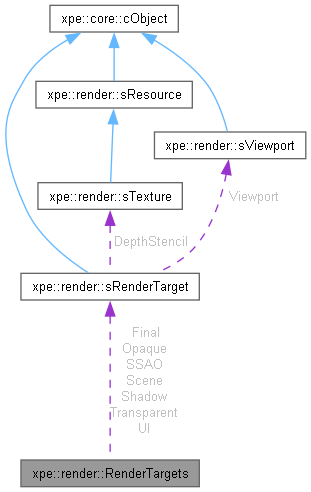 xpe::core::cObject
xpe::render::sResource
xpe::render::sViewport
xpe::render::sTexture
Viewport
DepthStencil
xpe::render::sRenderTarget
Final
Opaque
SSAO
Scene
Shadow
Transparent
UI
xpe::render::RenderTargets